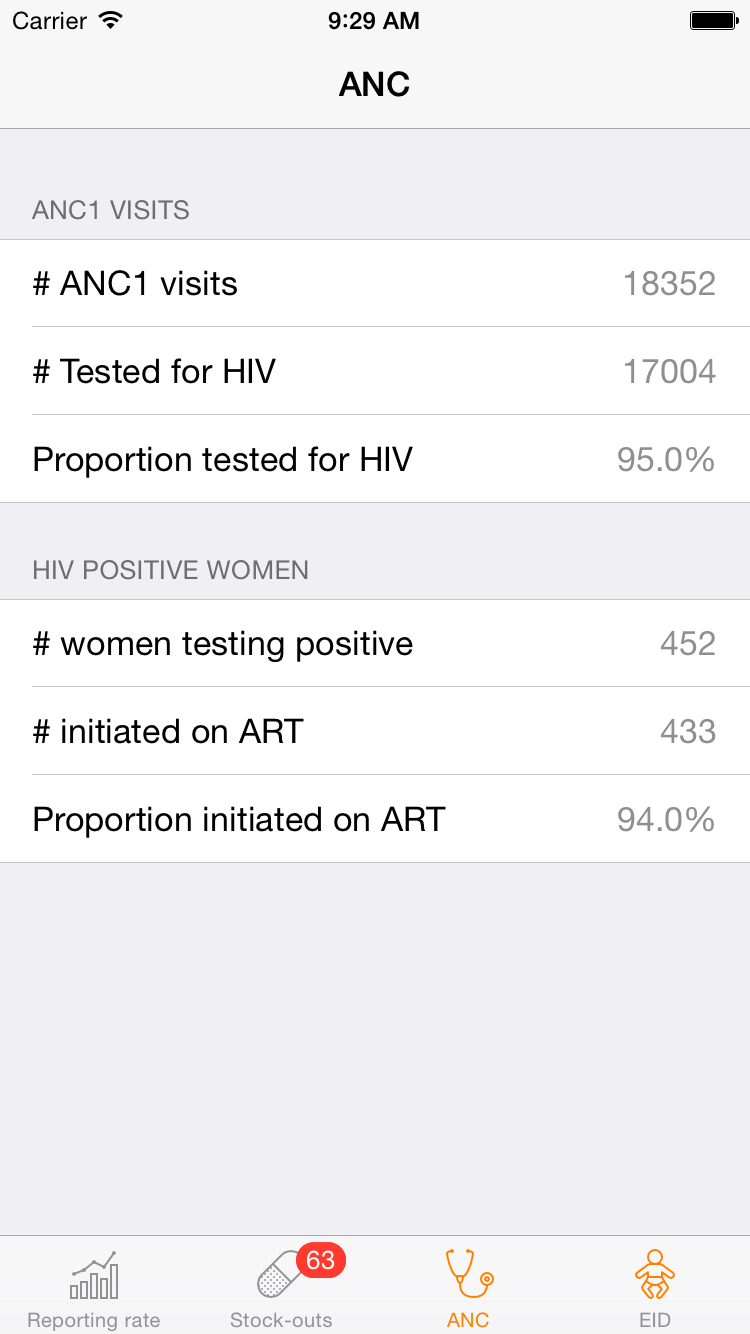 Carrier 9:29 AM
ANC
ANC1 VISITS
# ANC1 visits 18352
# Tested for HIV 17004
Proportion tested for HIV 95.0%
HIV POSITIVE WOMEN
# women testing positive 452
# initiated on ART 433
Proportion initiated on ART 94.0%
63
Reporting rate Stock-outs ANC EID